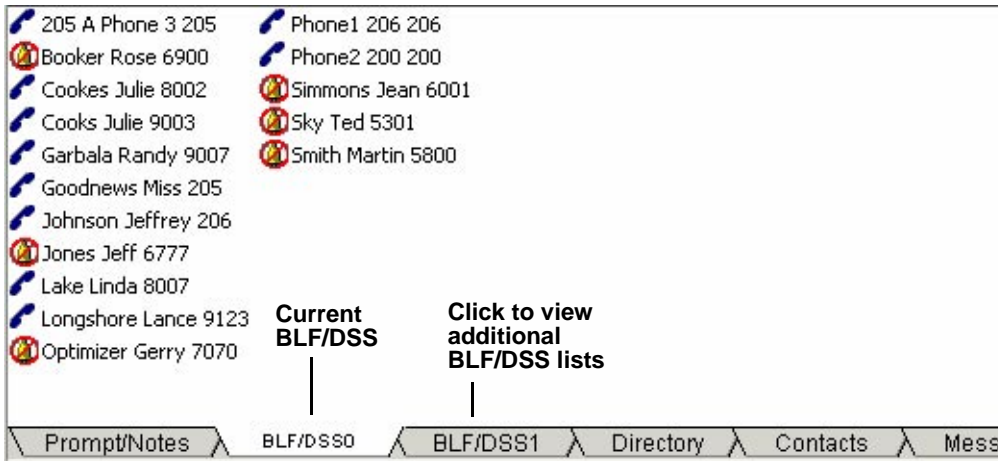 205 A Phone 3 205
Booker Rose 6900
Cookes Julie 8002
Cooks Julie 9003
Garbala Randy 9007
Goodnews Miss 205
Johnson Jeffrey 206
Jones Jeff 6777
Lake Linda 8007
Longshore Lance 9123
Optimizer Gerry 7070
Phone1 206 206
Phone2 200 200
Simmons Jean 6001
Sky Ted 5301
Smith Martin 5800
Current
BLF/DSS
Click to view
additional
BLF/DSS lists
Prompt/Notes BLF/DSS0 BLF/DSS1 Directory Contacts Mess